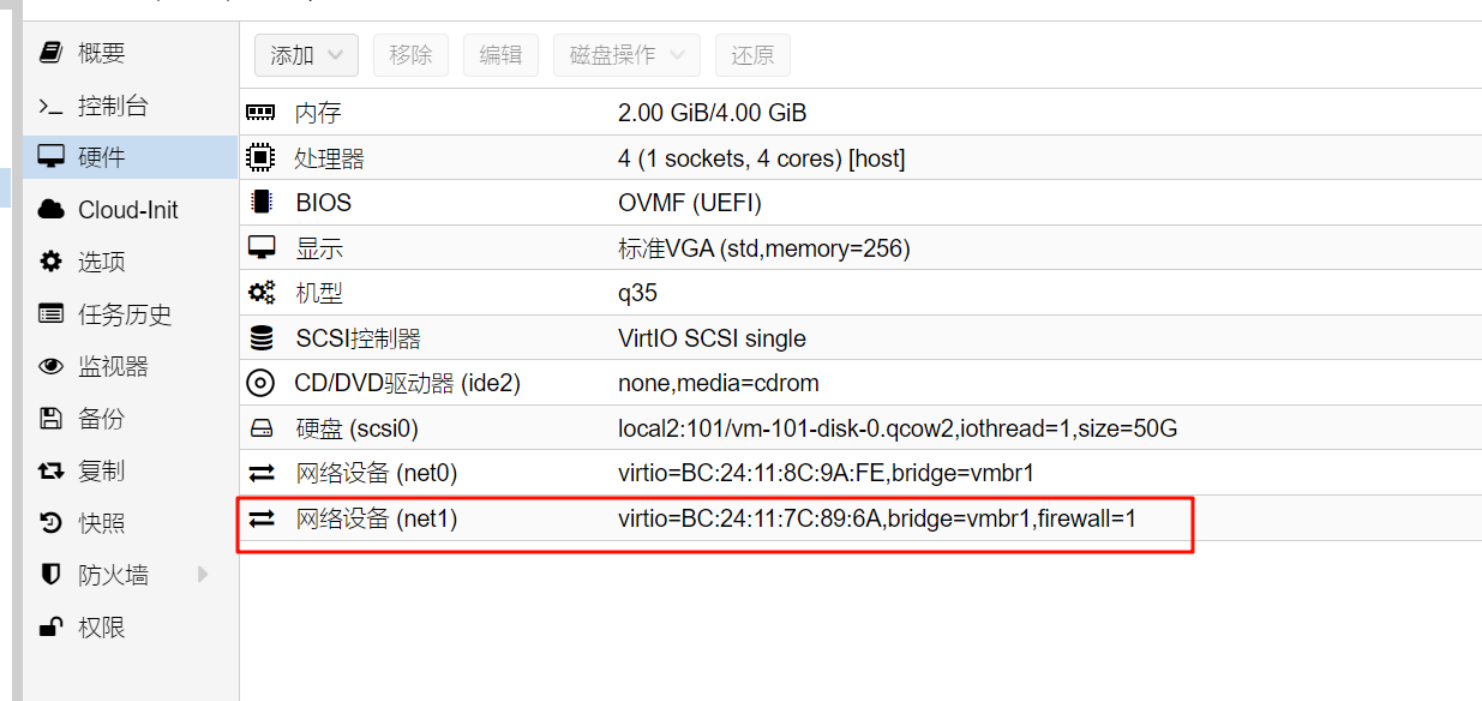 概要
控制台
硬件
Cloud-Init
选项
任务历史
监视器
备份
复制
快照
防火墙
权限
添加 移除 编辑 磁盘操作 还原
内存 2.00 GiB/4.00 GiB
处理器 4 (1 sockets, 4 cores) [host]
BIOS OVMF (UEFI)
显示 标准VGA (std,memory=256)
机型 q35
SCSI控制器 VirtIO SCSI single
CD/DVD驱动器 (ide2) none,media=cdrom
硬盘 (scsi0) local2:101/vm-101-disk-0.qcow2,iothread=1,size=50G
网络设备 (net0) virtio=BC:24:11:8C:9A:FE,bridge=vmbr1
网络设备 (net1) virtio=BC:24:11:7C:89:6A,bridge=vmbr1,firewall=1